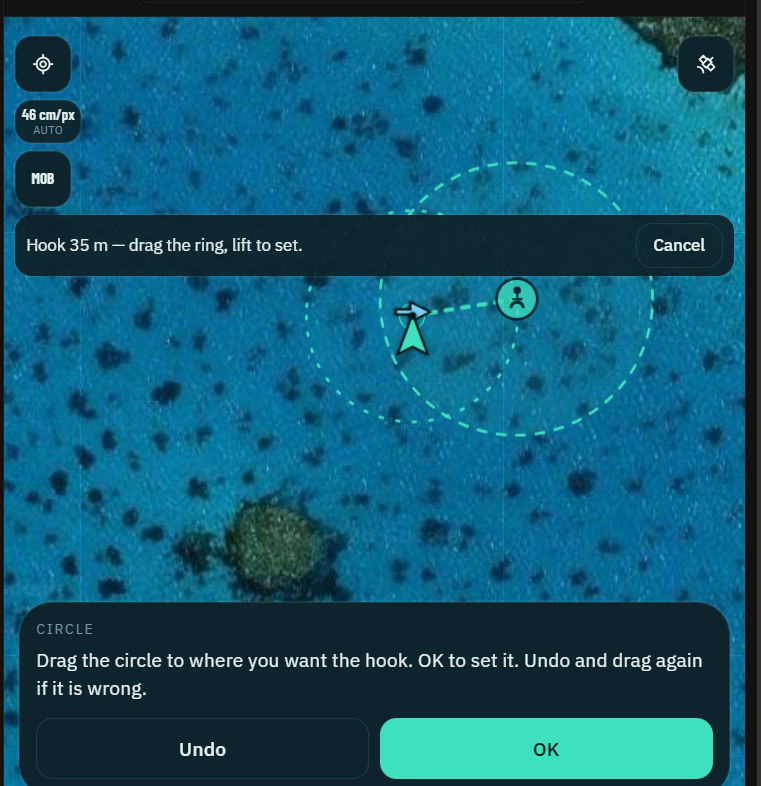 46 cm/px
AUTO
MOB
Hook 35 m — drag the ring, lift to set.
Cancel
CIRCLE
Drag the circle to where you want the hook. OK to set it. Undo and drag again
if it is wrong.
Undo
OK